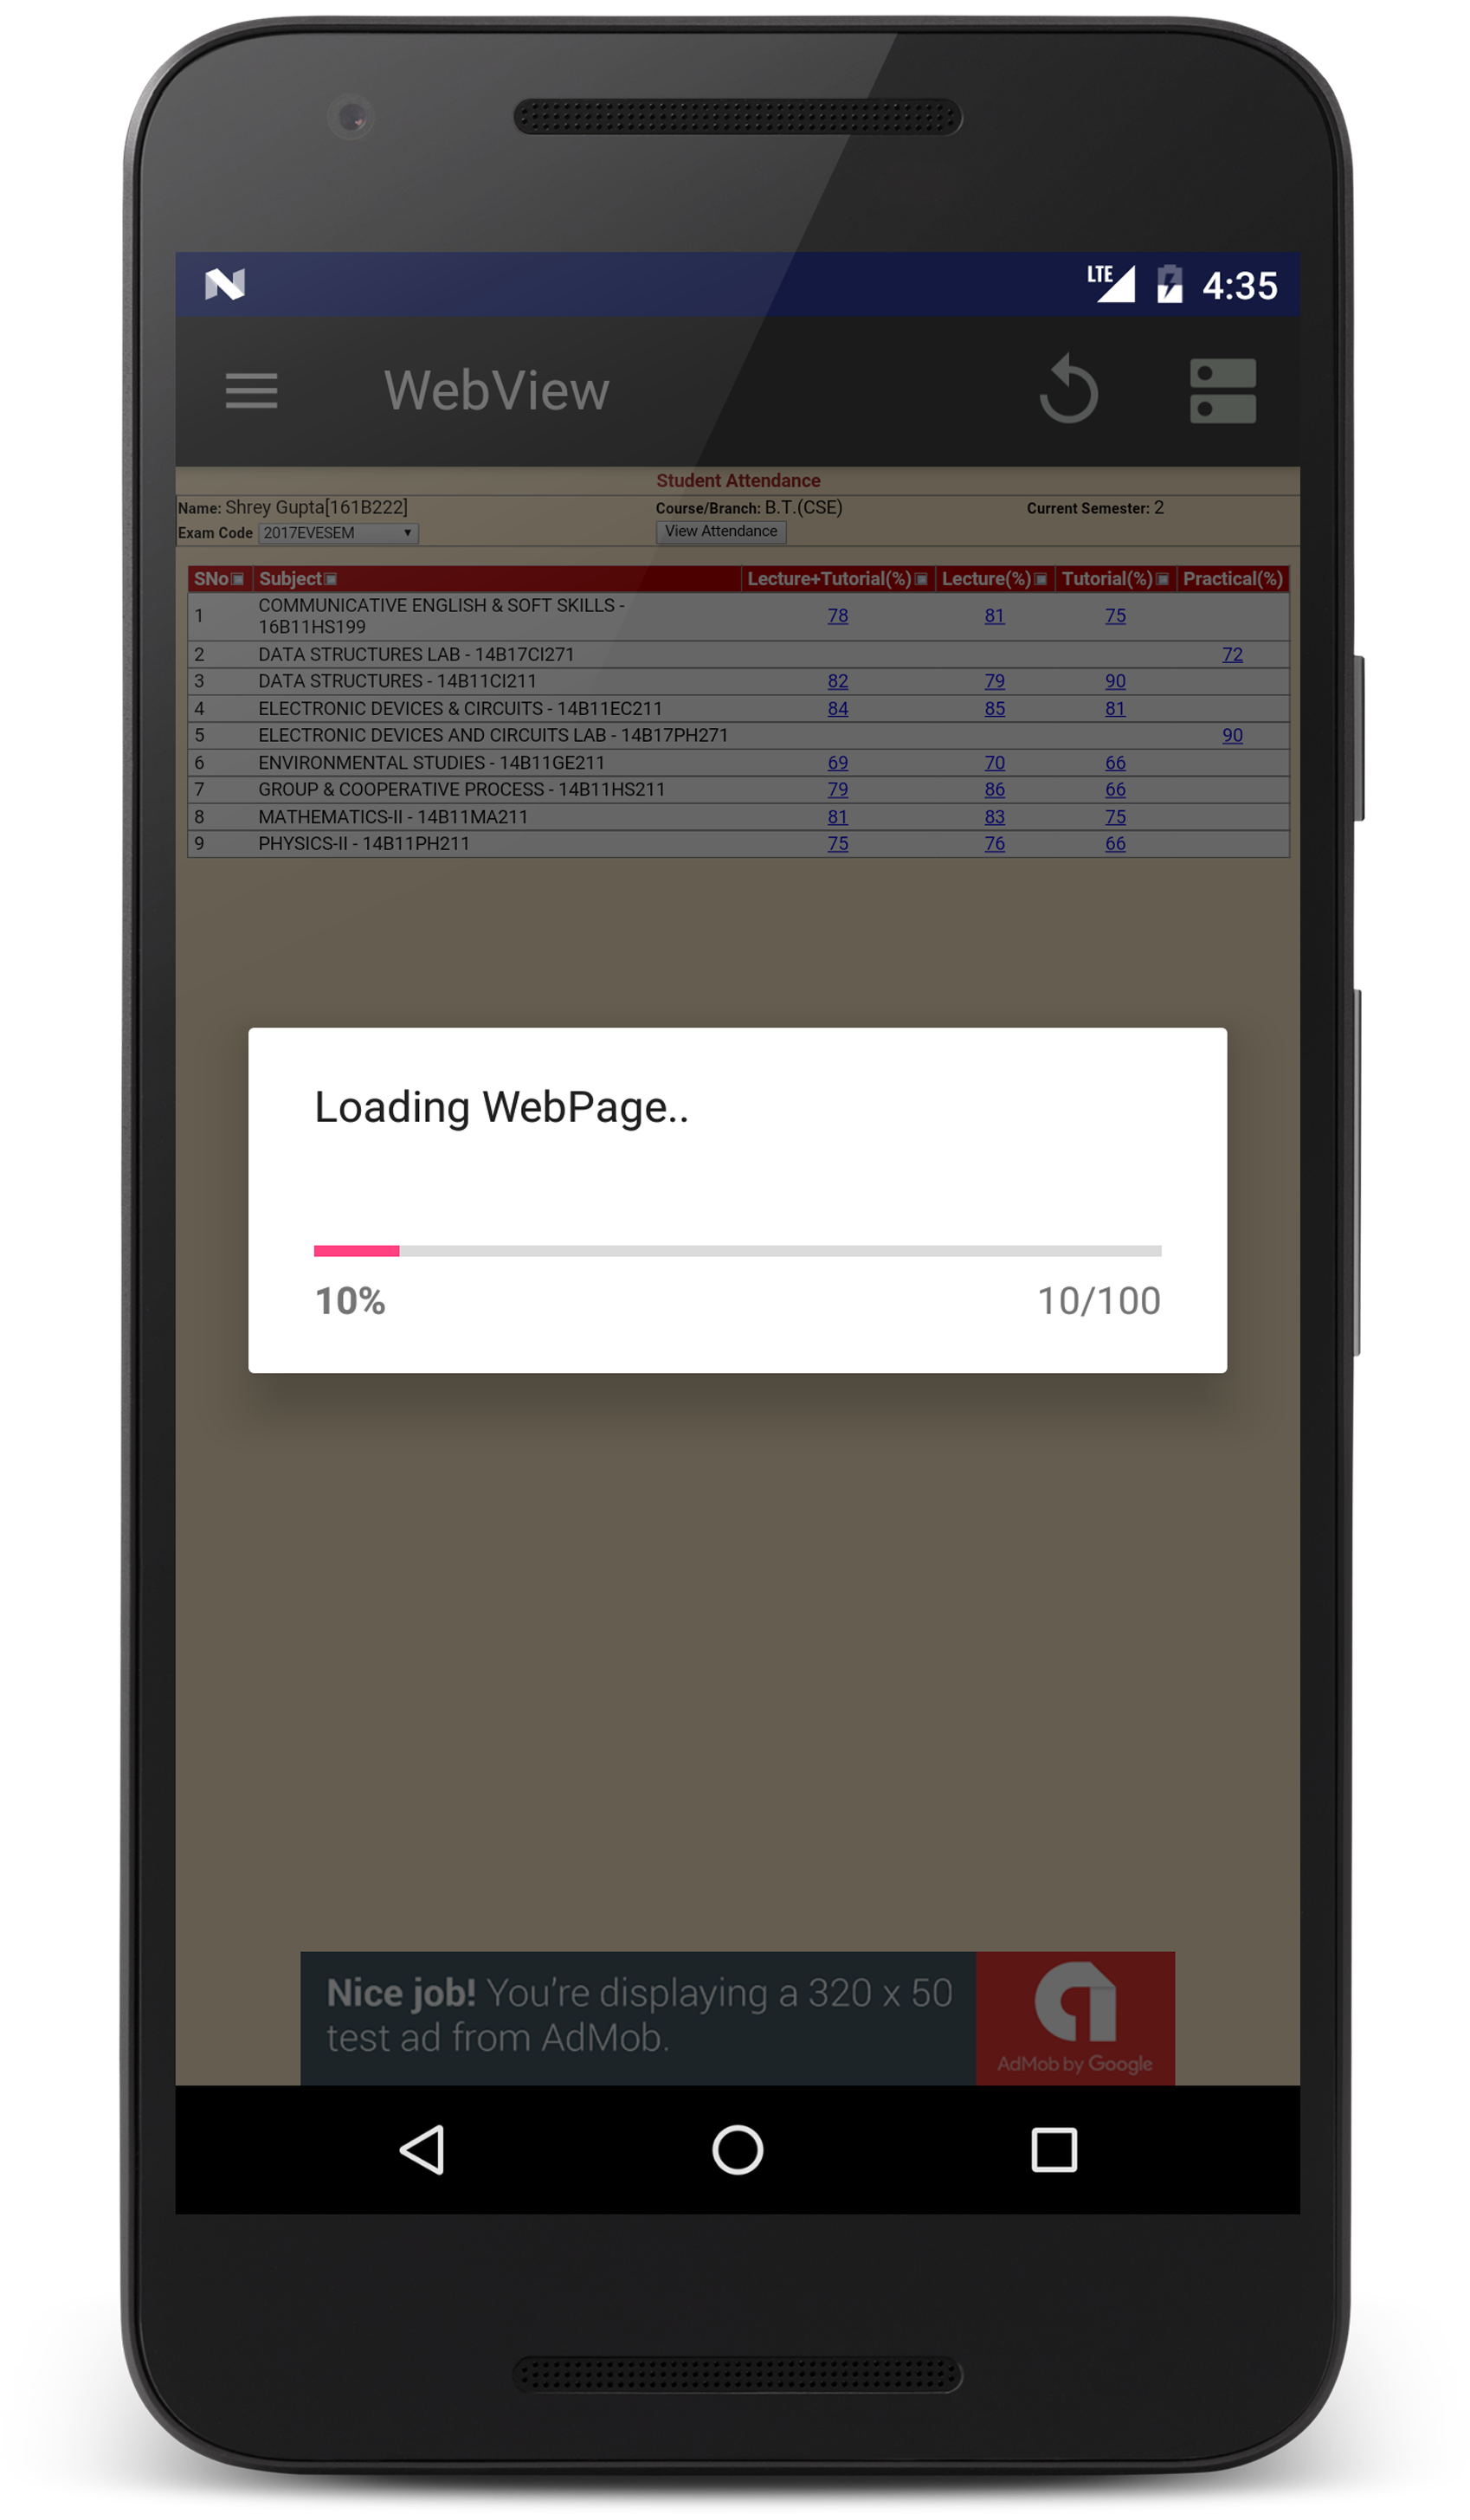 LTE 4:35
WebView
Student Attendance
Name: Shrey Gupta[161B222] Course/Branch: B.T.(CSE) Current Semester: 2
Exam Code 2017EVESEM View Attendance
SNo Subject Lecture+Tutorial(%) Lecture(%) Tutorial(%) Practical(%)
1 COMMUNICATIVE ENGLISH & SOFT SKILLS - 
16B11HS199 78 81 75
2 DATA STRUCTURES LAB - 14B17CI271 72
3 DATA STRUCTURES - 14B11CI211 82 79 90
4 ELECTRONIC DEVICES & CIRCUITS - 14B11EC211 84 85 81
5 ELECTRONIC DEVICES AND CIRCUITS LAB - 14B17PH271 90
6 ENVIRONMENTAL STUDIES - 14B11GE211 69 70 66
7 GROUP & COOPERATIVE PROCESS - 14B11HS211 79 86 66
8 MATHEMATICS-II - 14B11MA211 81 83 75
9 PHYSICS-II - 14B11PH211 75 76 66
Loading WebPage..
10% 10/100
Nice job! You're displaying a 320 x 50
test ad from AdMob.
AdMob by Google